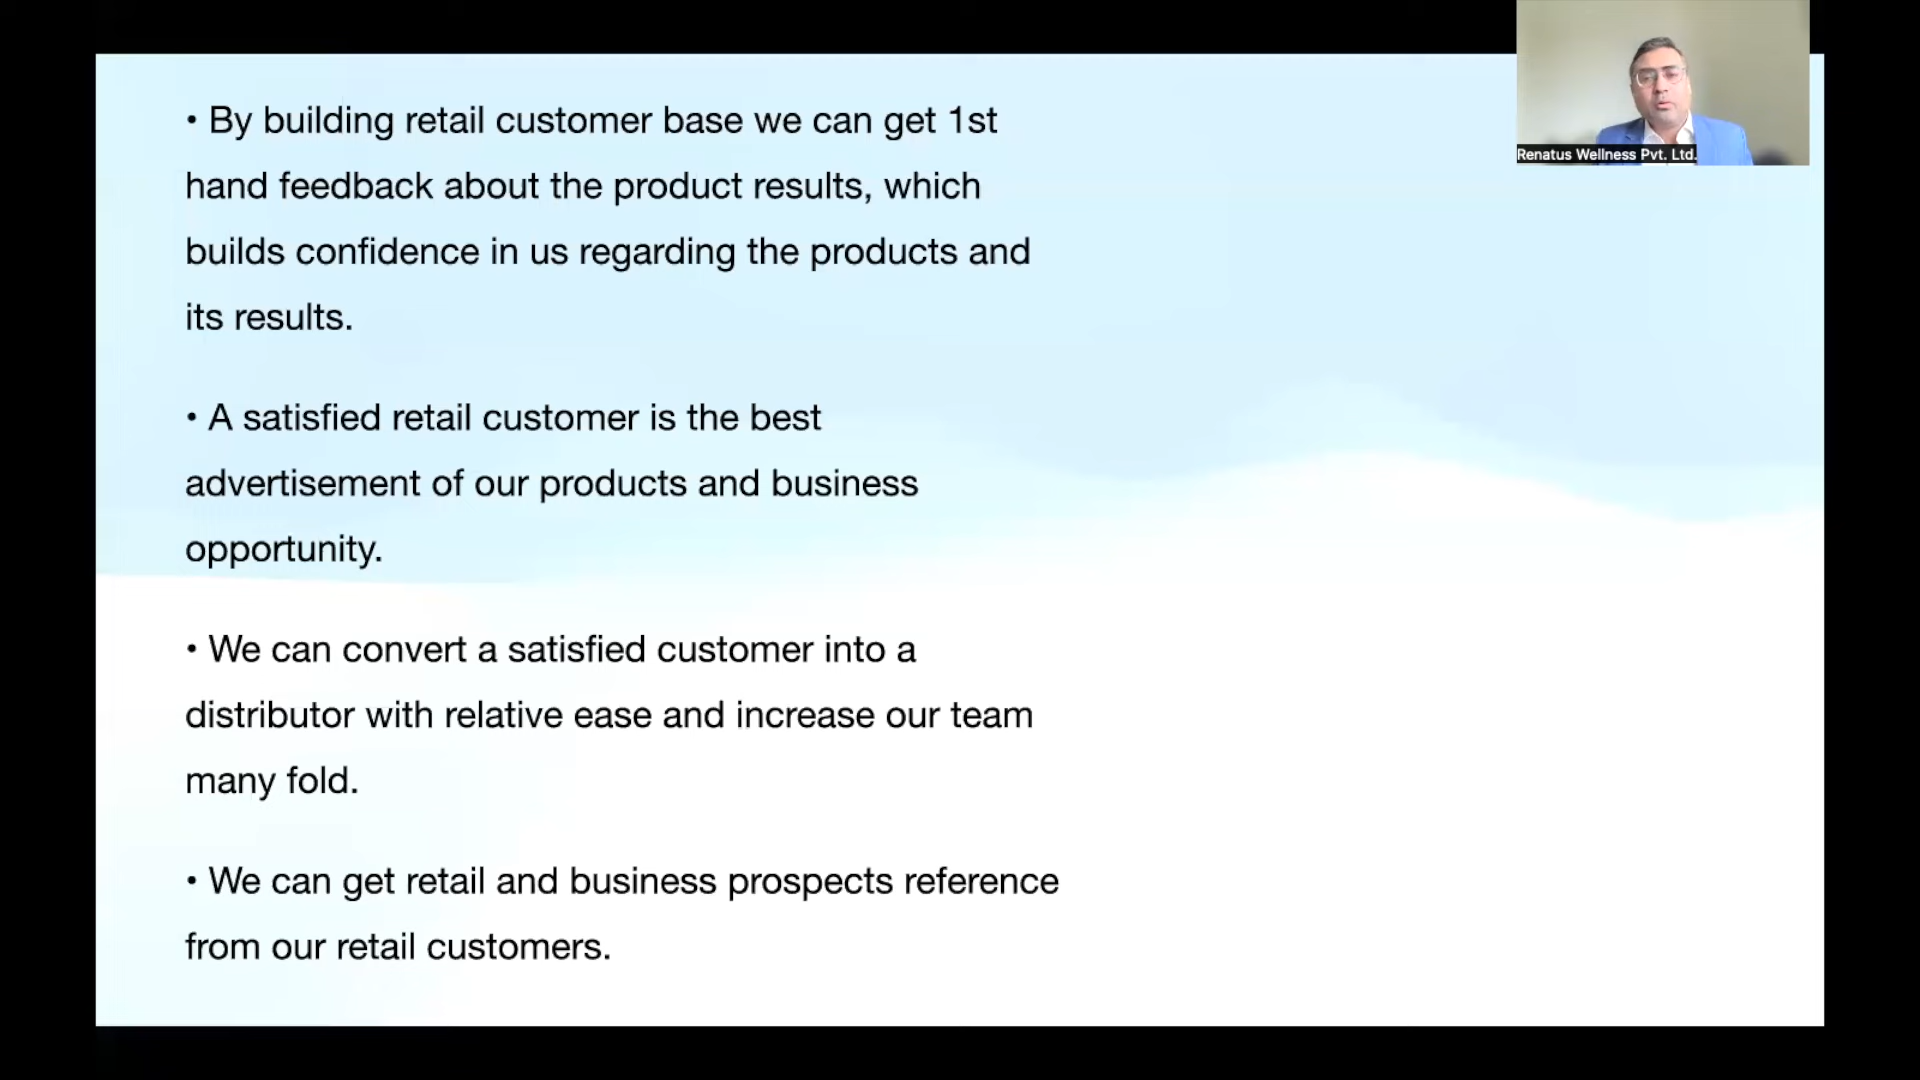 • By building retail customer base we can get 1st
hand feedback about the product results, which
builds confidence in us regarding the products and
its results.
• A satisfied retail customer is the best
advertisement of our products and business
opportunity.
• We can convert a satisfied customer into a
distributor with relative ease and increase our team
many fold.
• We can get retail and business prospects reference
from our retail customers.
Renatus Wellness Pvt. Ltd.